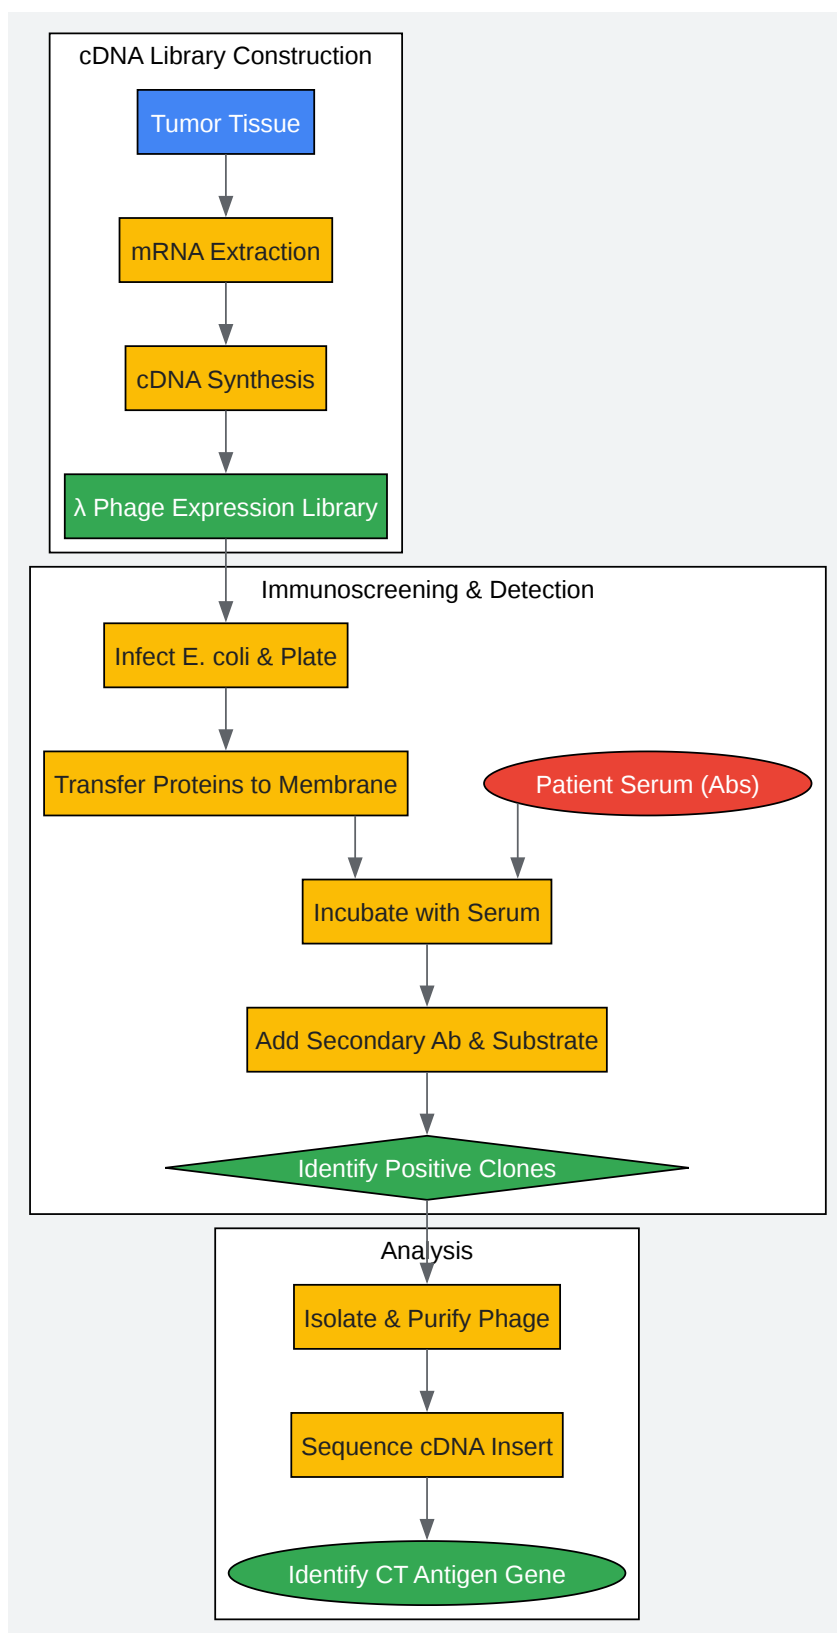 cDNA Library Construction
Tumor Tissue
mRNA Extraction
cDNA Synthesis
λ Phage Expression Library
Immunoscreening & Detection
Infect E. coli & Plate
Transfer Proteins to Membrane
Patient Serum (Abs)
Incubate with Serum
Add Secondary Ab & Substrate
Identify Positive Clones
Analysis
Isolate & Purify Phage
Sequence cDNA Insert
Identify CT Antigen Gene